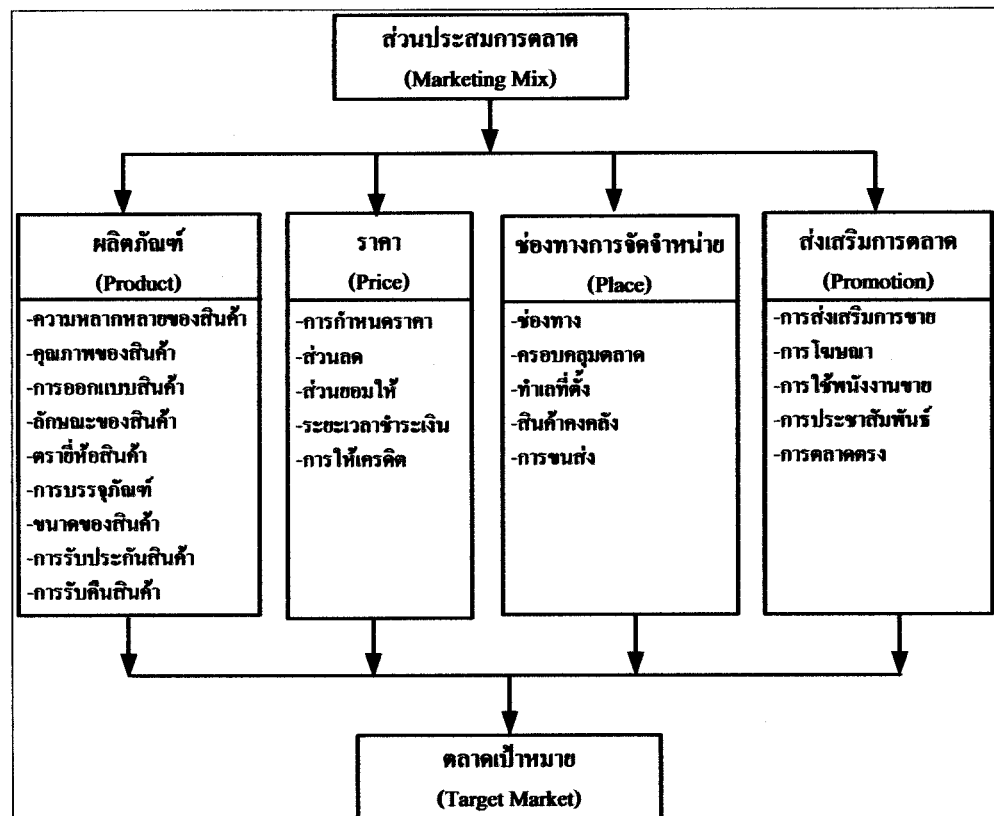 ส่วนประสมการตลาด
(Marketing Mix)
ผลิตภัณฑ์
(Product)
-ความหลากหลายของสินค้า
-คุณภาพของสินค้า
-การออกแบบสินค้า
-ลักษณะของสินค้า
-ตรายี่ห้อสินค้า
-การบรรจุภัณฑ์
-ขนาดของสินค้า
-การรับประกันสินค้า
-การรับคืนสินค้า
ราคา
(Price)
-การกำหนดราคา
-ส่วนลด
-ส่วนยอมให้
-ระยะเวลาชำระเงิน
-การให้เครดิต
ช่องทางการจัดจำหน่าย
(Place)
-ช่องทาง
-ครอบคลุมตลาด
-ทำเลที่ตั้ง
-สินค้าคงคลัง
-การขนส่ง
ส่งเสริมการตลาด
(Promotion)
-การส่งเสริมการขาย
-การโฆษณา
-การใช้พนังงานขาย
-การประชาสัมพันธ์
-การตลาดตรง
ตลาดเป้าหมาย
(Target Market)